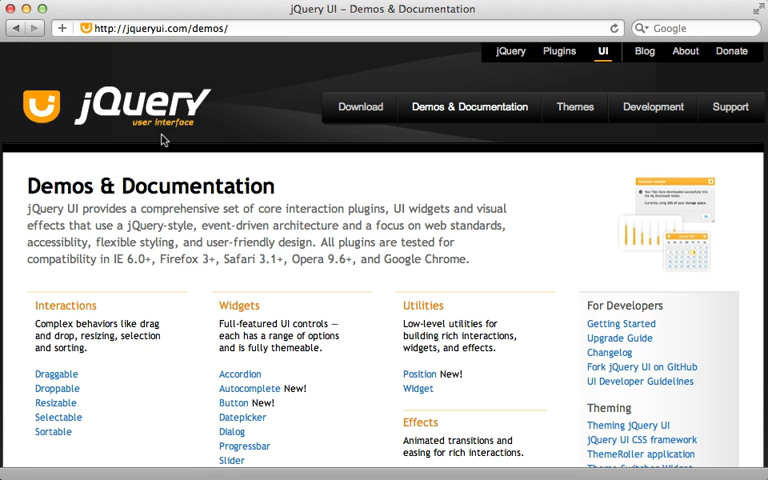 jQuery UI – Demos & Documentation
http://jqueryui.com/demos/
Google
jQuery Plugins UI Blog About Donate
jQuery
user interface
Download Demos & Documentation Themes Development Support
Demos & Documentation
jQuery UI provides a comprehensive set of core interaction plugins, UI widgets and visual
effects that use a jQuery-style, event-driven architecture and a focus on web standards,
accessiblity, flexible styling, and user-friendly design. All plugins are tested for
compatibility in IE 6.0+, Firefox 3+, Safari 3.1+, Opera 9.6+, and Google Chrome.
Interactions
Complex behaviors like drag
and drop, resizing, selection
and sorting.
Draggable
Droppable
Resizable
Selectable
Sortable
Widgets
Full-featured UI controls —
each has a range of options
and is fully themeable.
Accordion
Autocomplete New!
Button New!
Datepicker
Dialog
Progressbar
Slider
Utilities
Low-level utilities for
building rich interactions,
widgets, and effects.
Position New!
Widget
Effects
Animated transitions and
easing for rich interactions.
For Developers
Getting Started
Upgrade Guide
Changelog
Fork jQuery UI on GitHub
UI Developer Guidelines
Theming
Theming jQuery UI
jQuery UI CSS framework
ThemeRoller application
Theme Switcher Widget